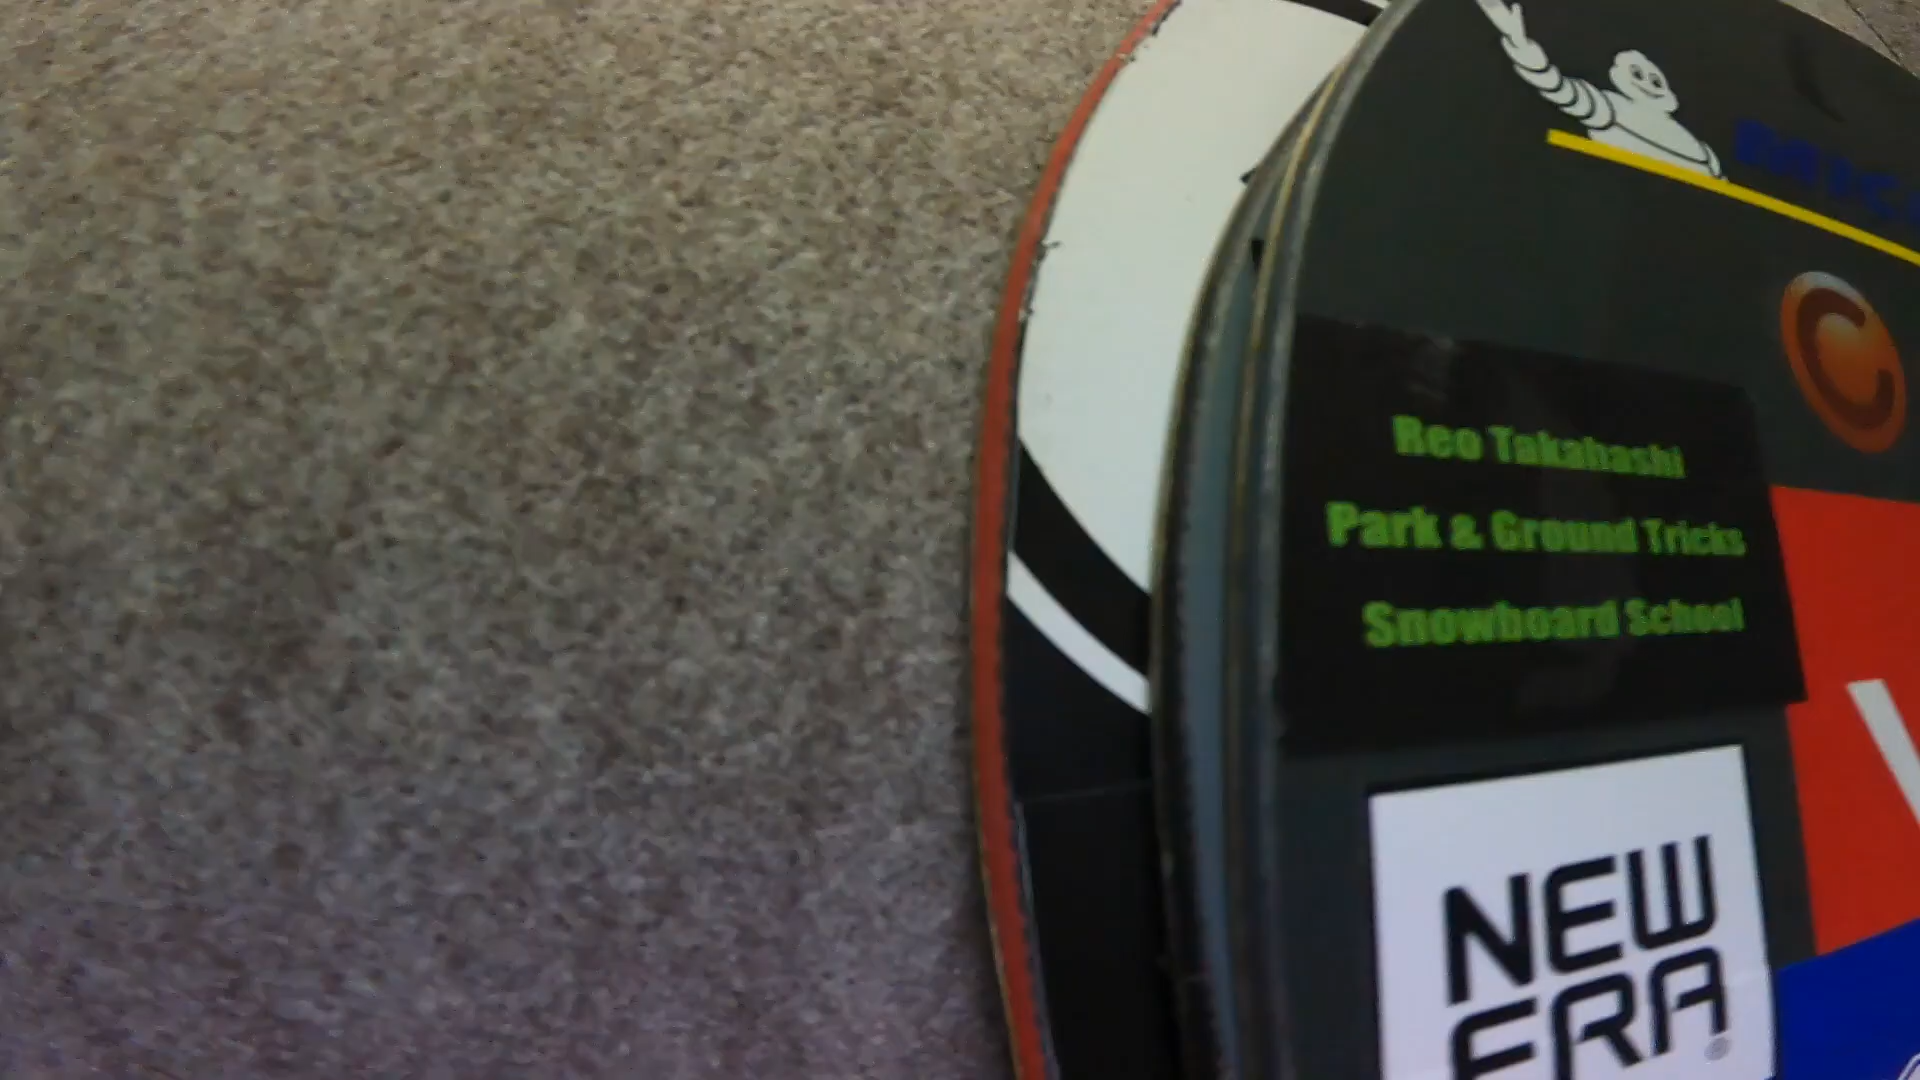 C
Reo Takahashi
Park & Ground Tricks
Snowboard School
NEW
ERA